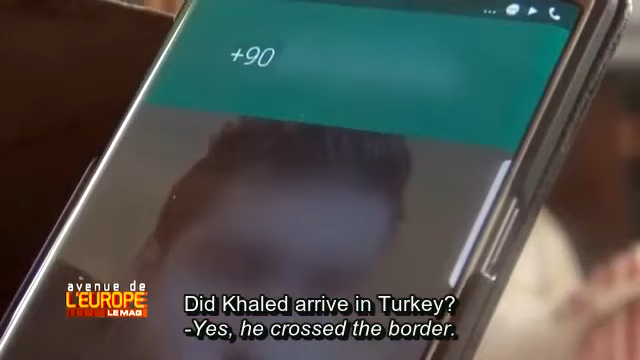 +90
avenue de
L'EUROPE
LE MAG
Did Khaled arrive in Turkey?
-Yes, he crossed the border.